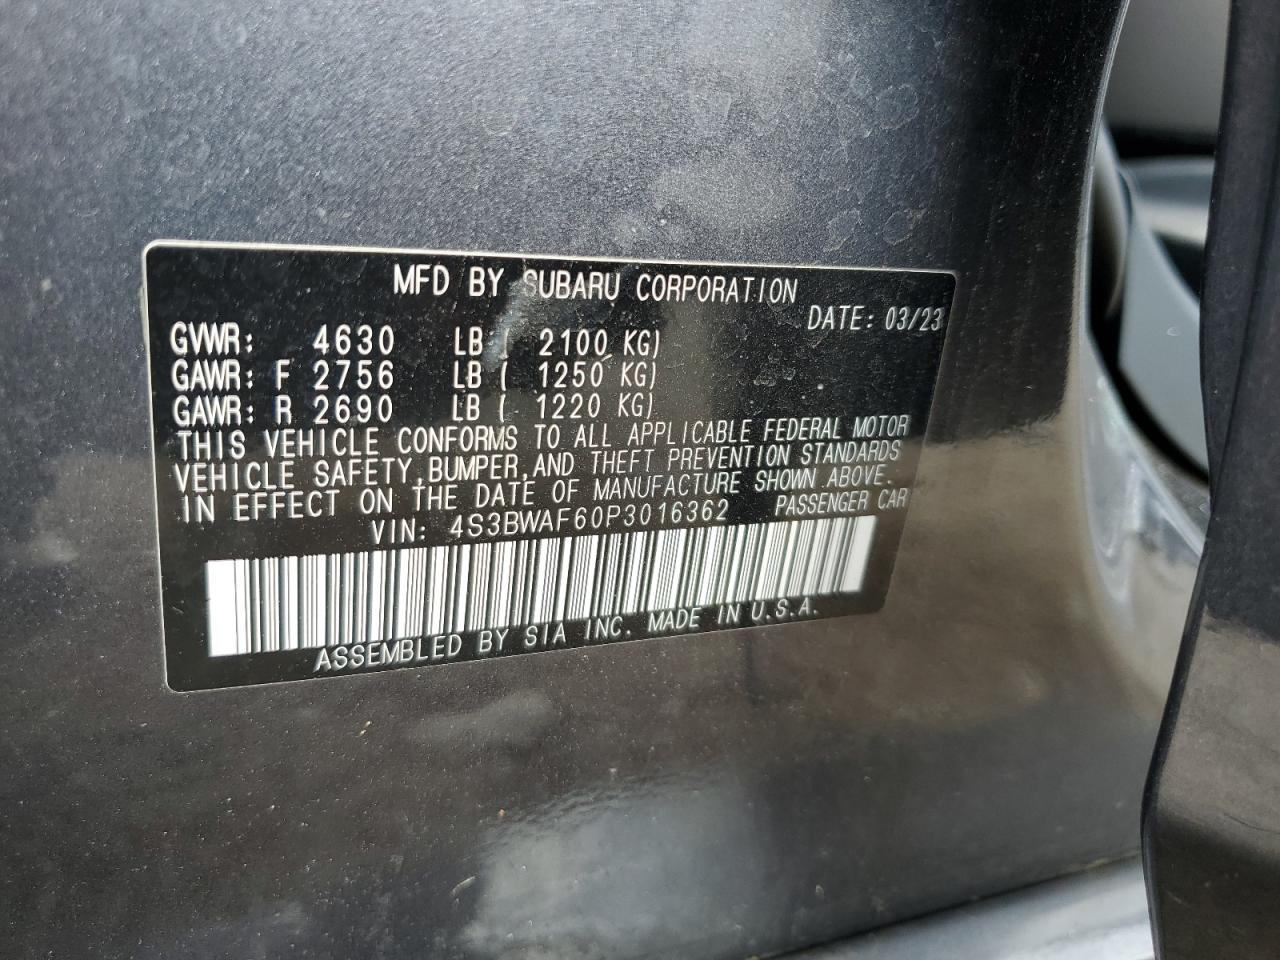 MFD BY SUBARU CORPORATION
DATE: 03/23
GVWR: 4630 LB ( 2100 KG)
GAWR: F 2756 LB ( 1250 KG)
GAWR: R 2690 LB ( 1220 KG)
THIS VEHICLE CONFORMS TO ALL APPLICABLE FEDERAL MOTOR
VEHICLE SAFETY, BUMPER, AND THEFT PREVENTION STANDARDS
IN EFFECT ON THE DATE OF MANUFACTURE SHOWN ABOVE.
VIN: 4S3BWAF60P3016362 PASSENGER CAR
ASSEMBLED BY SIA INC. MADE IN U.S.A.